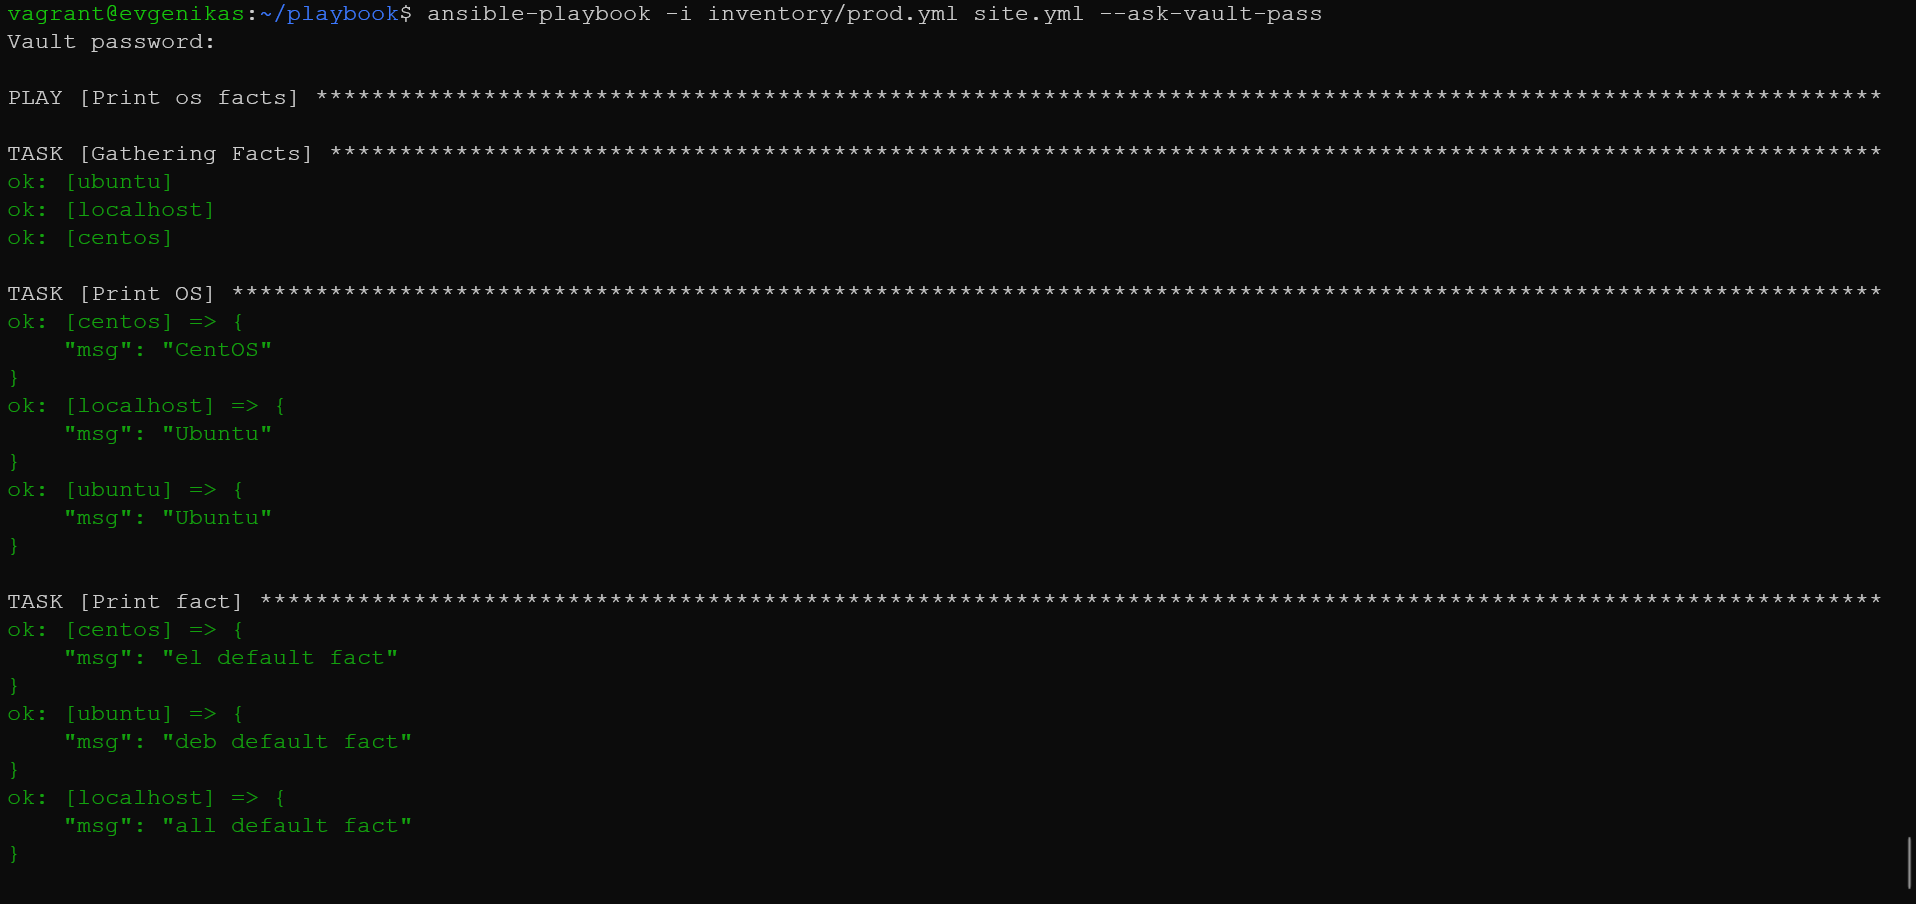 vagrant@evgenikas:~/playbook$ ansible-playbook -i inventory/prod.yml site.yml --ask-vault-pass
Vault password:
PLAY [Print os facts] ****************************************************************************************************************
TASK [Gathering Facts] ***************************************************************************************************************
ok: [ubuntu]
ok: [localhost]
ok: [centos]
TASK [Print OS] **********************************************************************************************************************
ok: [centos] => {
    "msg": "CentOS"
}
ok: [localhost] => {
    "msg": "Ubuntu"
}
ok: [ubuntu] => {
    "msg": "Ubuntu"
}
TASK [Print fact] ********************************************************************************************************************
ok: [centos] => {
    "msg": "el default fact"
}
ok: [ubuntu] => {
    "msg": "deb default fact"
}
ok: [localhost] => {
    "msg": "all default fact"
}